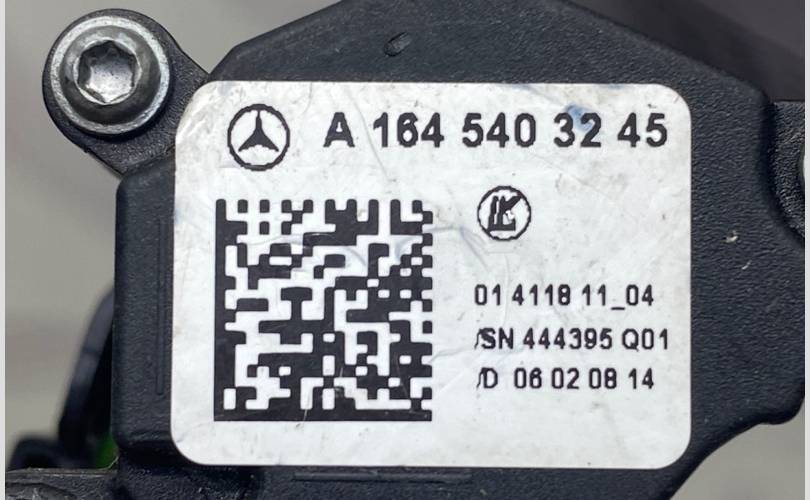 A 164 540 32 45
01 4118 11_04
/SN 444395 Q01
/D 06 02 08 14